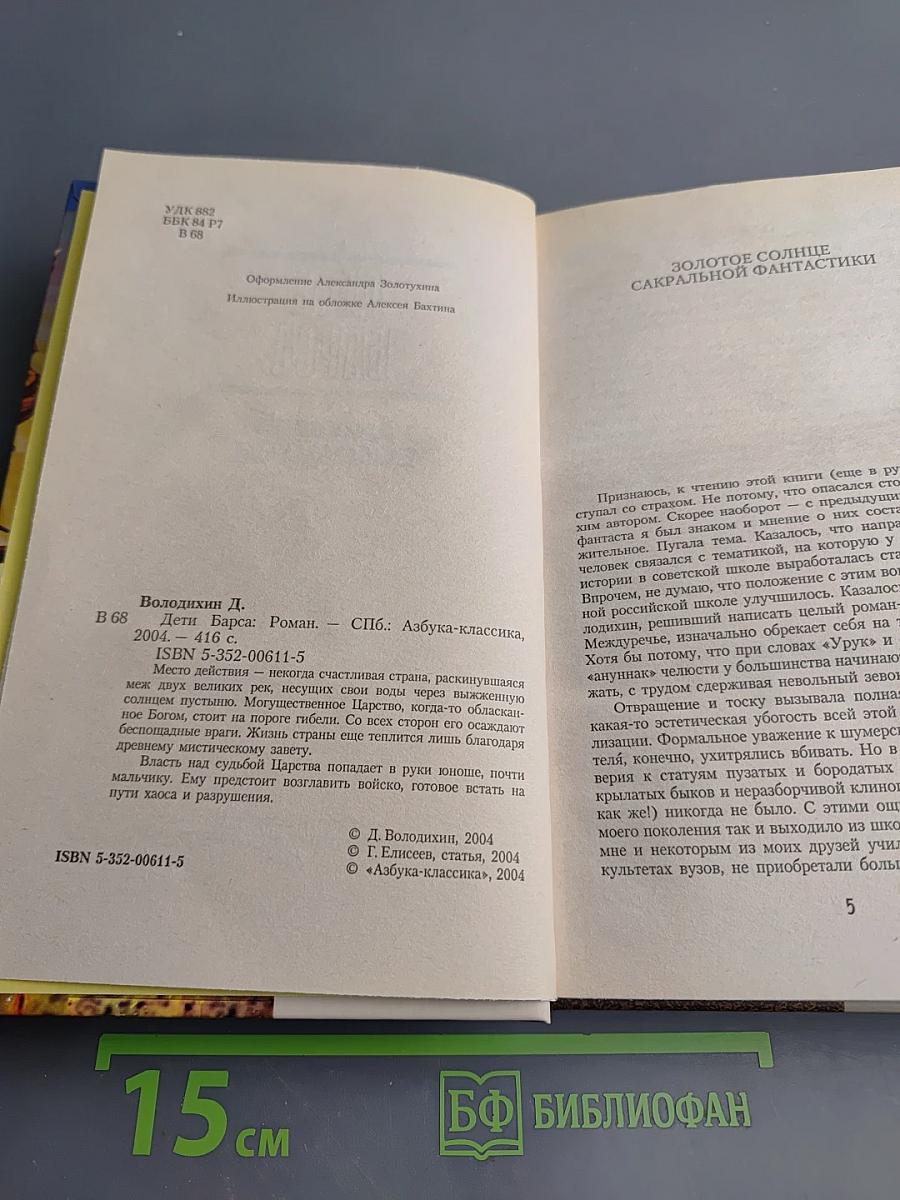 УДК 882
ББК 84 Р7
В 68
Оформление Александра Золотухина
Иллюстрация на обложке Алексея Бахтина
Володихин Д.
В 68 Дети Барса: Роман. — СПб.: Азбука-классика,
2004. — 416 с.
ISBN 5-352-00611-5
Место действия — некогда счастливая страна, раскинувшаяся
меж двух великих рек, несущих свои воды через выжженную
солнцем пустыню. Могущественное Царство, когда-то обласкан-
ное Богом, стоит на пороге гибели. Со всех сторон его осаждают
беспощадные враги. Жизнь страны еще теплится лишь благодаря
древнему мистическому завету.
Власть над судьбой Царства попадает в руки юноше, почти
мальчику. Ему предстоит возглавить войско, готовое встать на
пути хаоса и разрушения.
© Д. Володихин, 2004
© Г. Елисеев, статья, 2004
© «Азбука-классика», 2004
ISBN 5-352-00611-5
ЗОЛОТОЕ СОЛНЦЕ
САКРАЛЬНОЙ ФАНТАСТИКИ
Признаюсь, к чтению этой книги (еще в ру
ступал со страхом. Не потому, что опасался сто
хим автором. Скорее наоборот — с предыдущи
фантаста я был знаком и мнение о них соста
жительное. Пугала тема. Казалось, что напра
человек связался с тематикой, на которую у
истории в советской школе выработалась ста
Впрочем, не думаю, что положение с этим во
ной российской школе улучшилось. Казалос
лодихин, решивший написать целый роман-
Междуречье, изначально обрекает себя на т
Хотя бы потому, что при словах «Урук» и
«ануннак» челюсти у большинства начинаю
жать, с трудом сдерживая невольный зево
Отвращение и тоску вызывала полная
какая-то эстетическая убогость всей этой
лизации. Формальное уважение к шумерс
теля́, конечно, ухитрялись вбивать. Но в
верия к статуям пузатых и бородатых
крылатых быков и неразборчивой клино
как же!) никогда не было. С этими ощ
моего поколения так и выходило из шко
мне и некоторым из моих друзей учил
культетах вузов, не приобретали боль
5
15 см
БФ БИБЛИОФАН